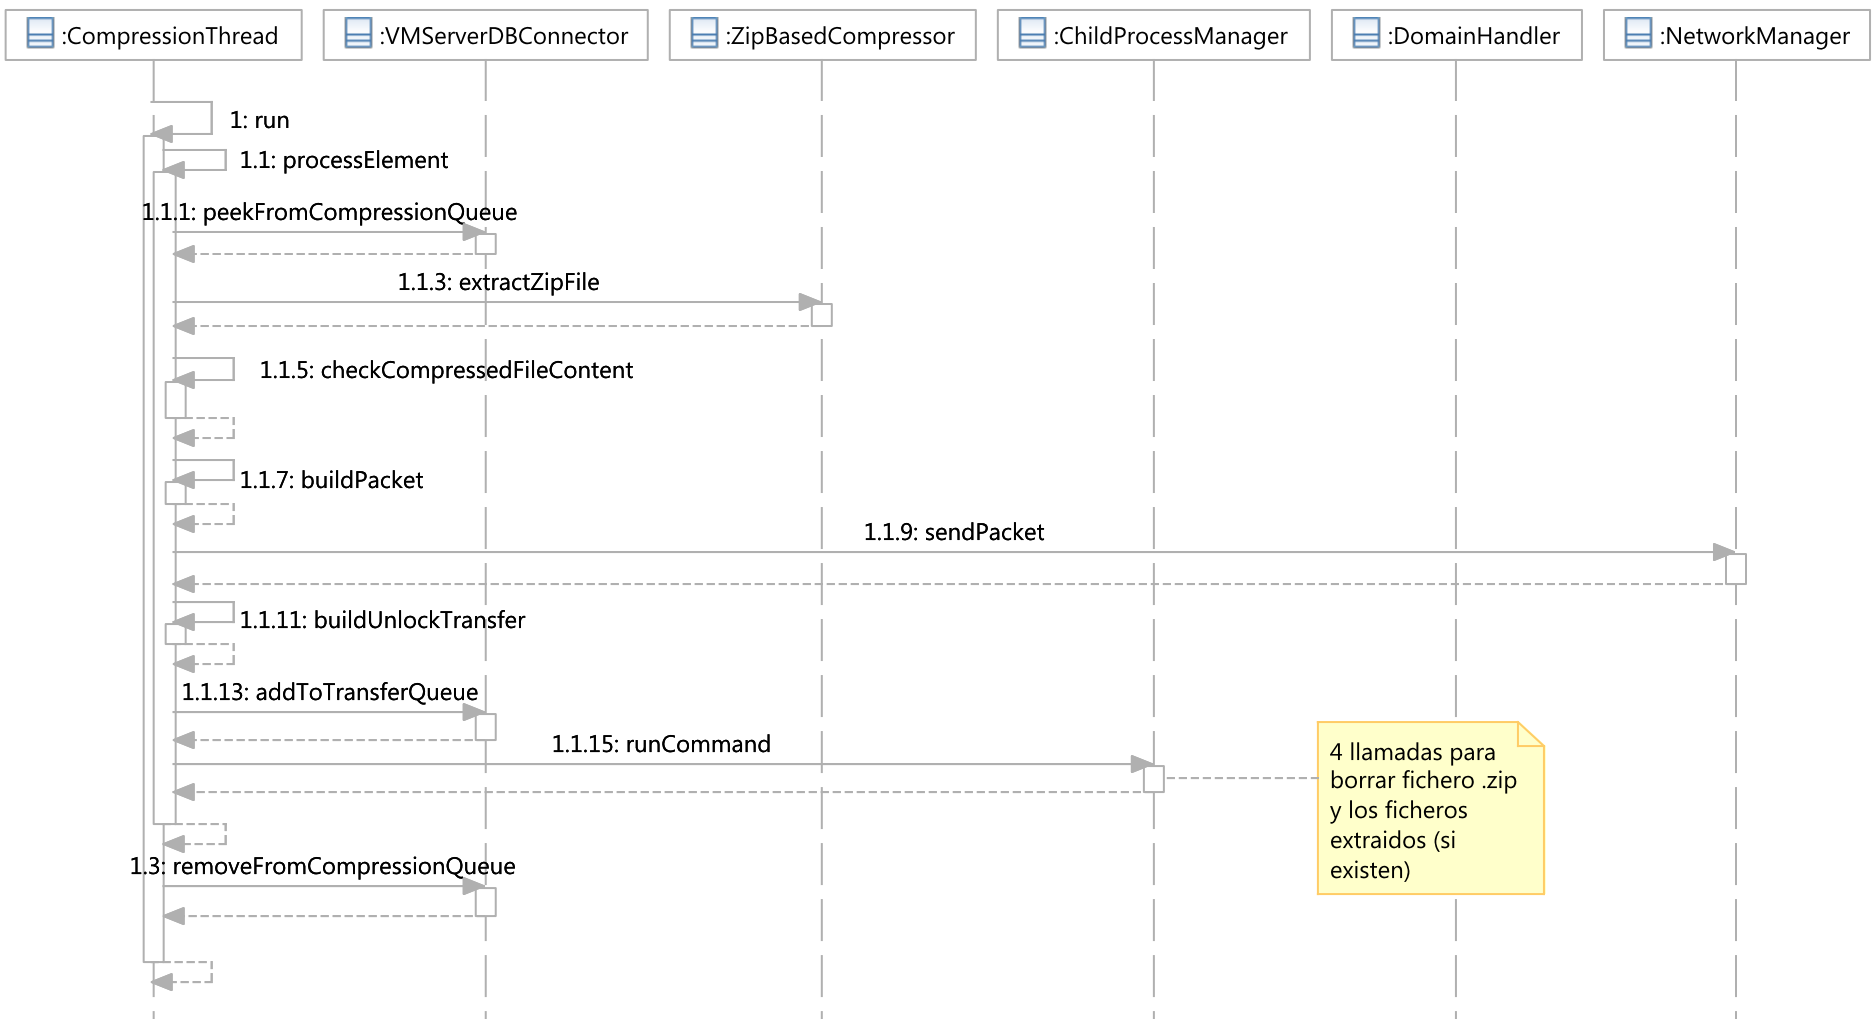 :CompressionThread
:VMServerDBConnector
:ZipBasedCompressor
:ChildProcessManager
:DomainHandler
:NetworkManager
1: run
1.1: processElement
1.1.1: peekFromCompressionQueue
1.1.3: extractZipFile
1.1.5: checkCompressedFileContent
1.1.7: buildPacket
1.1.9: sendPacket
1.1.11: buildUnlockTransfer
1.1.13: addToTransferQueue
1.1.15: runCommand
4 llamadas para
borrar fichero .zip
y los ficheros
extraidos (si
existen)
1.3: removeFromCompressionQueue